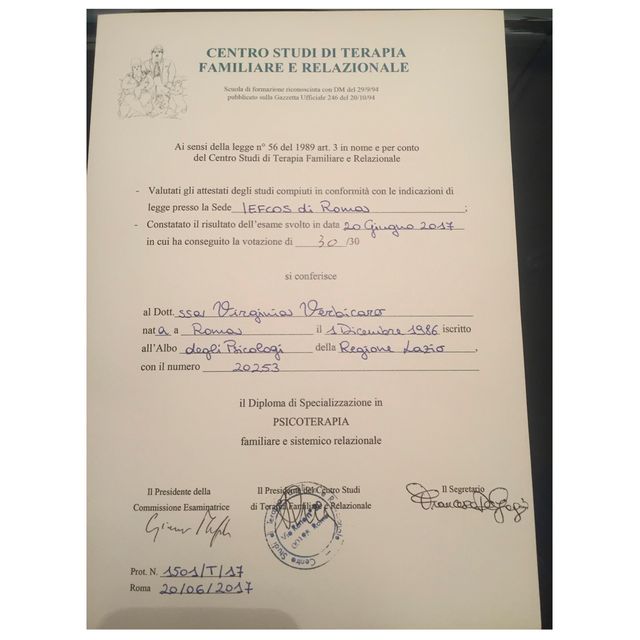 CENTRO STUDI DI TERAPIA
FAMILIARE E RELAZIONALE
Scuola di formazione riconosciuta con DM del 29/9/94
pubblicato sulla Gazzetta Ufficiale 246 del 20/10/94
Ai sensi della legge n° 56 del 1989 art. 3 in nome e per conto
del Centro Studi di Terapia Familiare e Relazionale
- Valutati gli attestati degli studi compiuti in conformità con le indicazioni di
legge presso la Sede IEFCOS di Roma ;
- Constatato il risultato dell'esame svolto in data 20 Giugno 2017
in cui ha conseguito la votazione di 30 /30
si conferisce
al Dott. ssa Virginia Verbicaro
nat a a Roma il 1 Dicembre 1986 iscritto
all'Albo degli Psicologi della Regione Lazio,
con il numero 20253
il Diploma di Specializzazione in
PSICOTERAPIA
familiare e sistemico relazionale
Il Presidente della
Commissione Esaminatrice
Il Presidente del Centro Studi
di Terapia Familiare e Relazionale
Il Segretario
Centro Studi di Terapia
Roma
Prot. N. 1501/T/17
Roma 20/06/2017